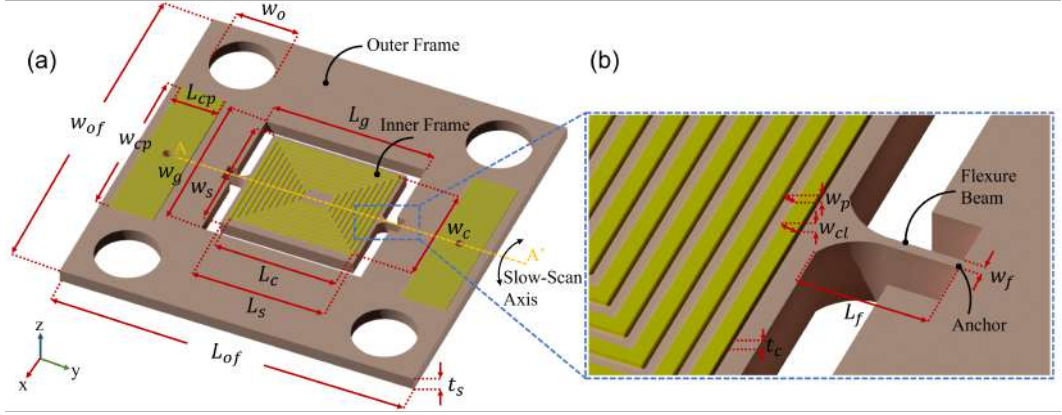 (a)
w_o
Outer Frame
L_cp
L_g
Inner Frame
w_of
w_cp
A
w_g
w_s
w_c
A'
L_c
L_s
Slow-Scan
Axis
L_of
t_s
z
y
x
(b)
w_p
w_cl
Flexure
Beam
w_f
L_f
Anchor
t_c